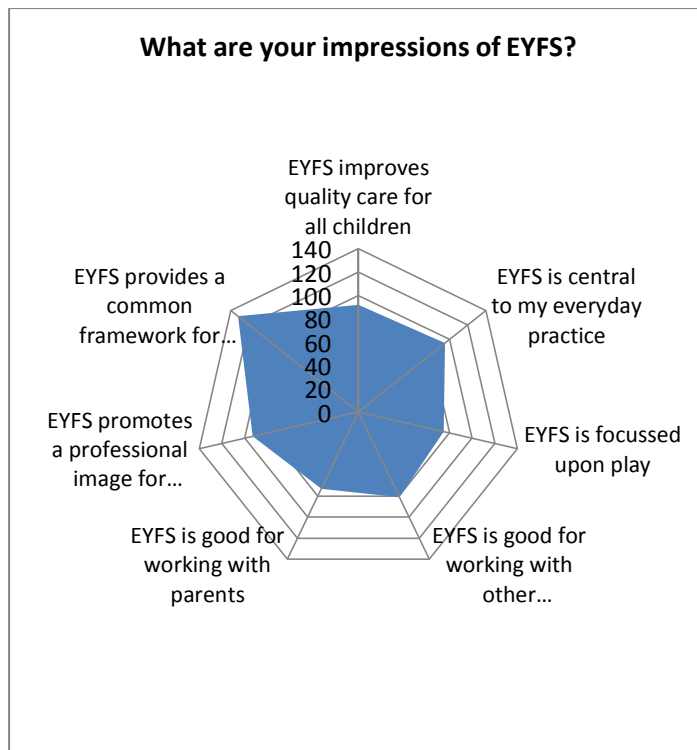 What are your impressions of EYFS?
EYFS improves
quality care for
all children
EYFS is central
to my everyday
practice
EYFS is focussed
upon play
EYFS is good for
working with
other…
EYFS is good for
working with
parents
EYFS promotes
a professional
image for…
EYFS provides a
common
framework for…
140
120
100
80
60
40
20
0